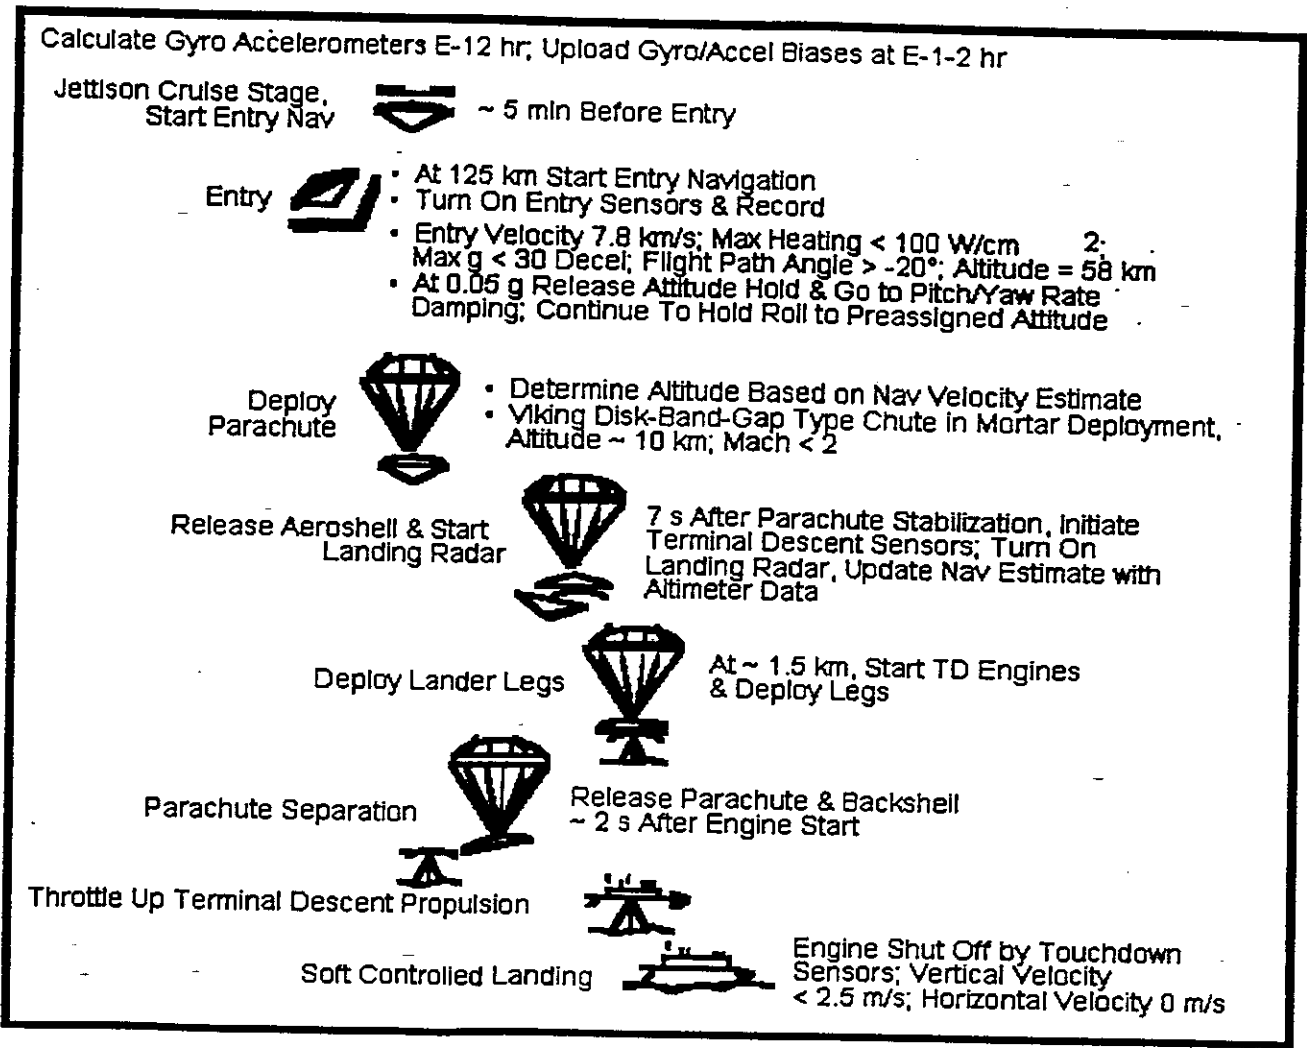 Calculate Gyro Accelerometers E-12 hr; Upload Gyro/Accel Biases at E-1-2 hr
Jettison Cruise Stage,
Start Entry Nav
~ 5 min Before Entry
Entry
• At 125 km Start Entry Navigation
• Turn On Entry Sensors & Record
• Entry Velocity 7.8 km/s; Max Heating < 100 W/cm 2;
Max g < 30 Decel; Flight Path Angle > -20°; Altitude = 58 km
• At 0.05 g Release Attitude Hold & Go to Pitch/Yaw Rate
Damping; Continue To Hold Roll to Preassigned Attitude
Deploy
Parachute
• Determine Altitude Based on Nav Velocity Estimate
• Viking Disk-Band-Gap Type Chute in Mortar Deployment,
Altitude ~ 10 km; Mach < 2
Release Aeroshell & Start
Landing Radar
7 s After Parachute Stabilization, Initiate
Terminal Descent Sensors; Turn On
Landing Radar, Update Nav Estimate with
Altimeter Data
Deploy Lander Legs
At ~ 1.5 km, Start TD Engines
& Deploy Legs
Parachute Separation
Release Parachute & Backshell
~ 2 s After Engine Start
Throttle Up Terminal Descent Propulsion
Soft Controlled Landing
Engine Shut Off by Touchdown
Sensors; Vertical Velocity
< 2.5 m/s; Horizontal Velocity 0 m/s